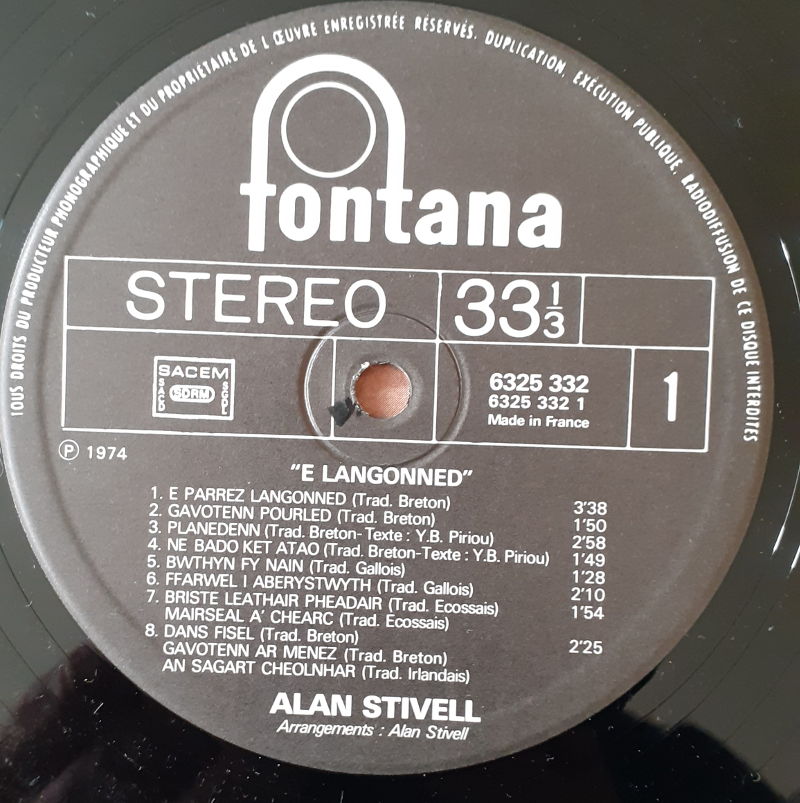 TOUS DROITS DU PRODUCTEUR PHONOGRAPHIQUE ET DU PROPRIÉTAIRE DE L'ŒUVRE ENREGISTRÉE RÉSERVÉS. DUPLICATION, EXÉCUTION PUBLIQUE, RADIODIFFUSION DE CE DISQUE INTERDITES
fontana
STEREO 33 1/3
SACEM
SACD SDRM SGDL
6325 332
6325 332 1
Made in France
1
Ⓟ 1974
"E LANGONNED"
1. E PARREZ LANGONNED (Trad. Breton) 3'38
2. GAVOTENN POURLED (Trad. Breton) 1'50
3. PLANEDENN (Trad. Breton-Texte : Y.B. Piriou) 2'58
4. NE BADO KET ATAO (Trad. Breton-Texte : Y.B. Piriou) 1'49
5. BWTHYN FY NAIN (Trad. Gallois) 1'28
6. FFARWEL I ABERYSTWYTH (Trad. Gallois) 2'10
7. BRISTE LEATHAIR PHEADAIR (Trad. Ecossais) 1'54
MAIRSEAL A' CHEARC (Trad. Ecossais)
8. DANS FISEL (Trad. Breton) 2'25
GAVOTENN AR MENEZ (Trad. Breton)
AN SAGART CHEOLNHAR (Trad. Irlandais)
ALAN STIVELL
Arrangements : Alan Stivell